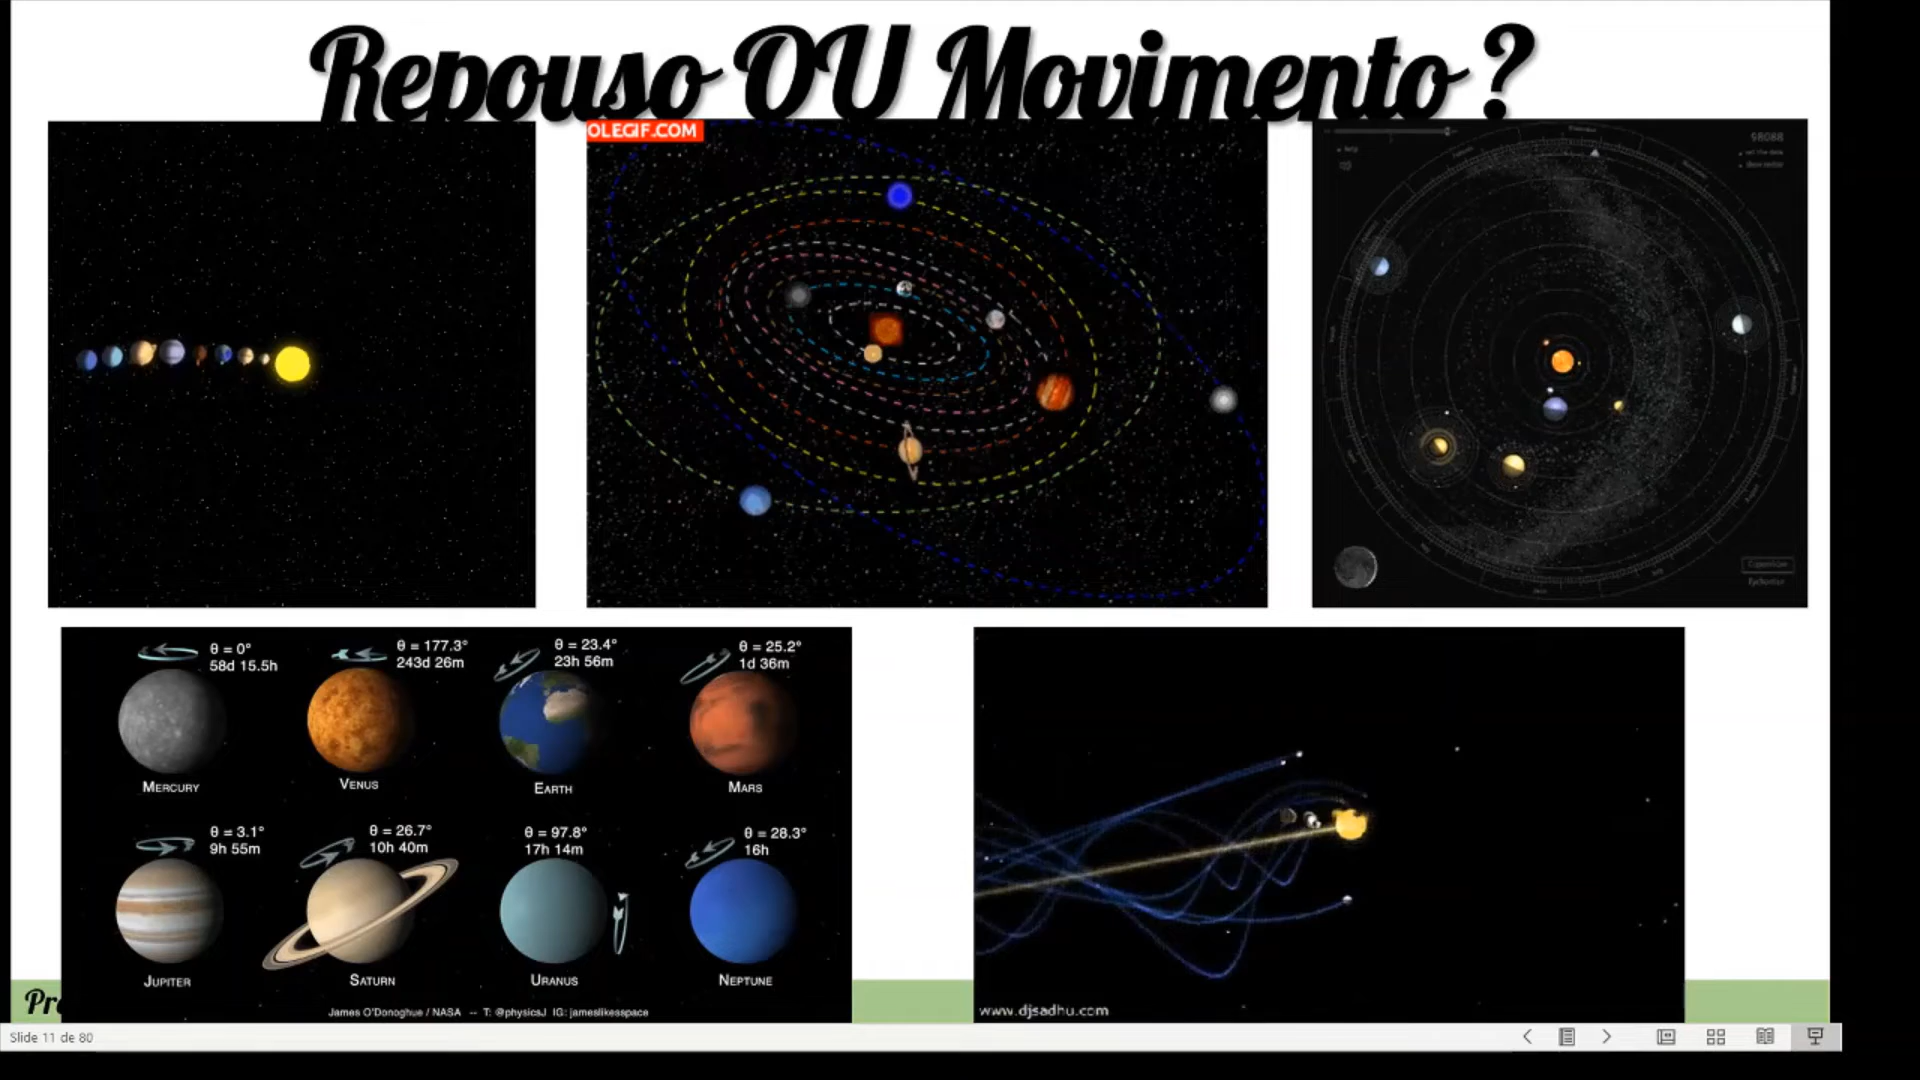 Repouso OU Movimento ?
OLEGIF.COM
98088
θ = 0°
58d 15.5h
MERCURY
θ = 177.3°
243d 26m
VENUS
θ = 23.4°
23h 56m
EARTH
θ = 25.2°
1d 36m
MARS
θ = 3.1°
9h 55m
JUPITER
θ = 26.7°
10h 40m
SATURN
θ = 97.8°
17h 14m
URANUS
θ = 28.3°
16h
NEPTUNE
James O'Donoghue / NASA -- T: @physicsJ IG: jameslikesspace
www.djsadhu.com
Slide 11 de 80